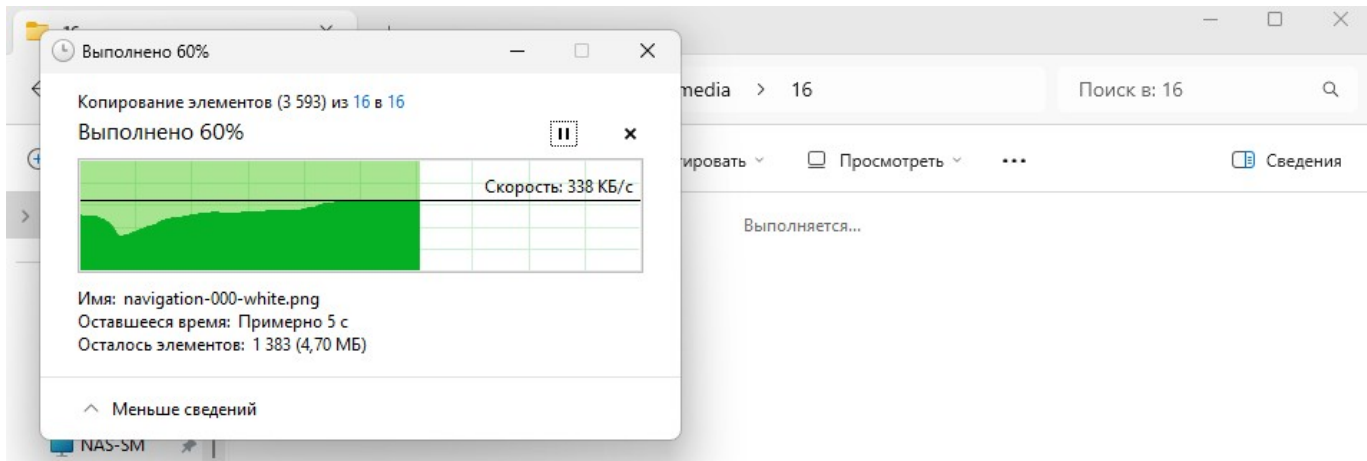 16
Выполнено 60%
Копирование элементов (3 593) из 16 в 16
Выполнено 60%
Скорость: 338 КБ/с
Имя: navigation-000-white.png
Оставшееся время: Примерно 5 с
Осталось элементов: 1 383 (4,70 МБ)
Меньше сведений
media > 16
Поиск в: 16
Просмотреть
Сведения
Выполняется...
NAS-SM